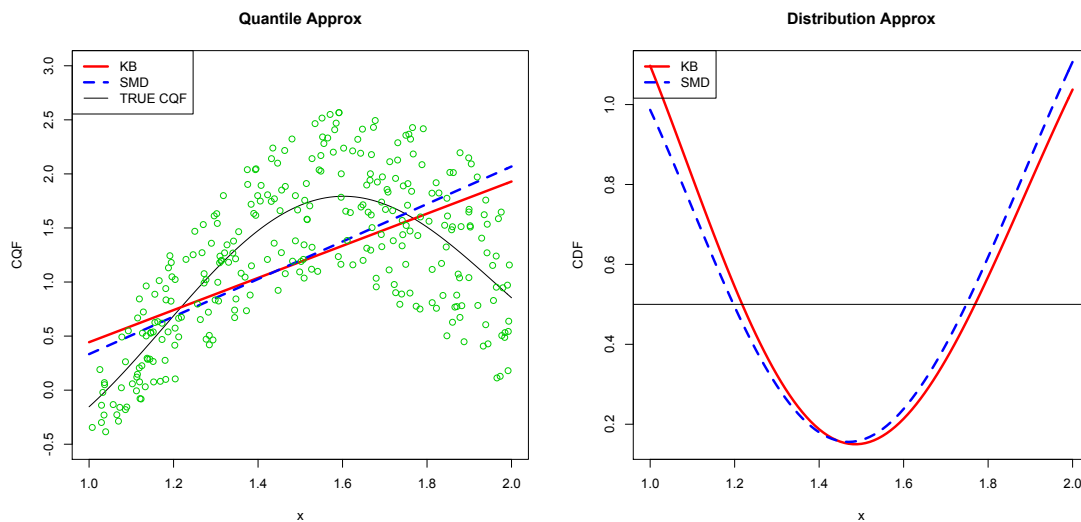 Quantile Approx
KB
SMD
TRUE CQF
CQF
3.0
2.5
2.0
1.5
1.0
0.5
0.0
-0.5
1.0 1.2 1.4 1.6 1.8 2.0
x
Distribution Approx
KB
SMD
CDF
1.0
0.8
0.6
0.4
0.2
1.0 1.2 1.4 1.6 1.8 2.0
x